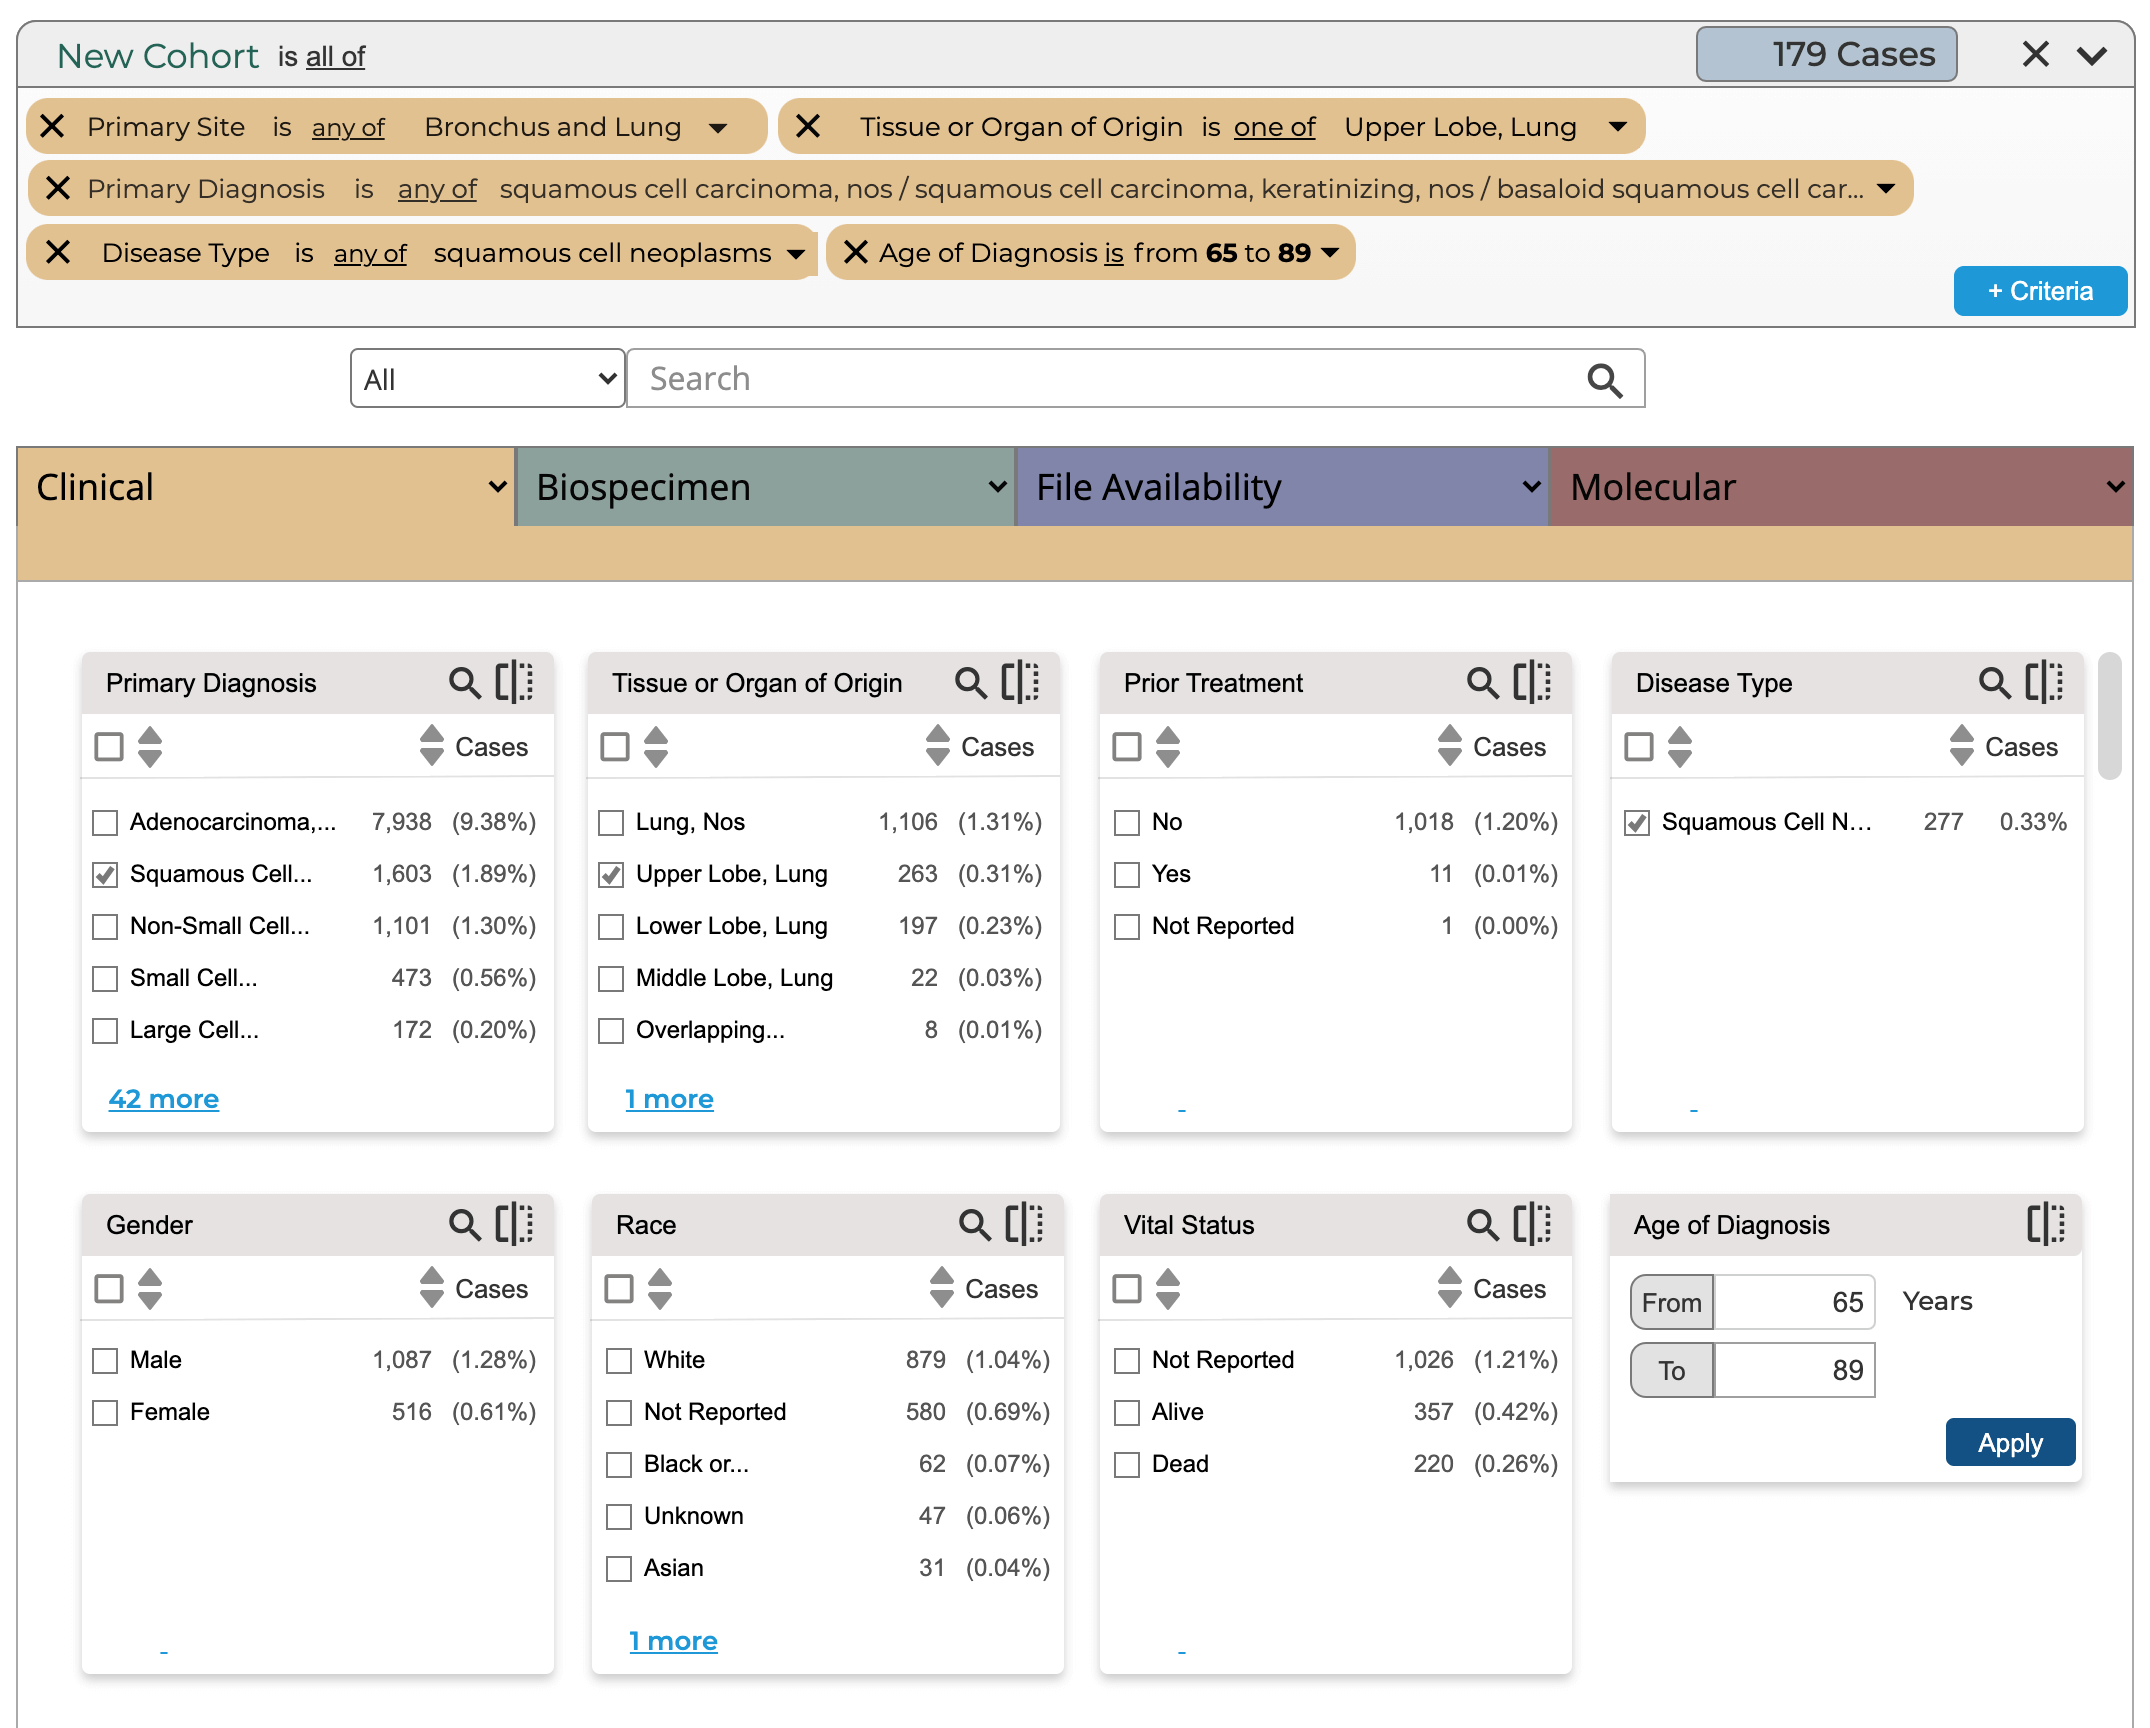 New Cohort is all of 179 Cases
Primary Site is any of Bronchus and Lung Tissue or Organ of Origin is one of Upper Lobe, Lung
Primary Diagnosis is any of squamous cell carcinoma, nos / squamous cell carcinoma, keratinizing, nos / basaloid squamous cell car...
Disease Type is any of squamous cell neoplasms Age of Diagnosis is from 65 to 89
+ Criteria
All Search
Clinical Biospecimen File Availability Molecular
Primary Diagnosis
Cases
Adenocarcinoma,... 7,938 (9.38%)
Squamous Cell... 1,603 (1.89%)
Non-Small Cell... 1,101 (1.30%)
Small Cell... 473 (0.56%)
Large Cell... 172 (0.20%)
42 more
Tissue or Organ of Origin
Cases
Lung, Nos 1,106 (1.31%)
Upper Lobe, Lung 263 (0.31%)
Lower Lobe, Lung 197 (0.23%)
Middle Lobe, Lung 22 (0.03%)
Overlapping... 8 (0.01%)
1 more
Prior Treatment
Cases
No 1,018 (1.20%)
Yes 11 (0.01%)
Not Reported 1 (0.00%)
Disease Type
Cases
Squamous Cell N... 277 0.33%
Gender
Cases
Male 1,087 (1.28%)
Female 516 (0.61%)
Race
Cases
White 879 (1.04%)
Not Reported 580 (0.69%)
Black or... 62 (0.07%)
Unknown 47 (0.06%)
Asian 31 (0.04%)
1 more
Vital Status
Cases
Not Reported 1,026 (1.21%)
Alive 357 (0.42%)
Dead 220 (0.26%)
Age of Diagnosis
From 65 Years
To 89
Apply